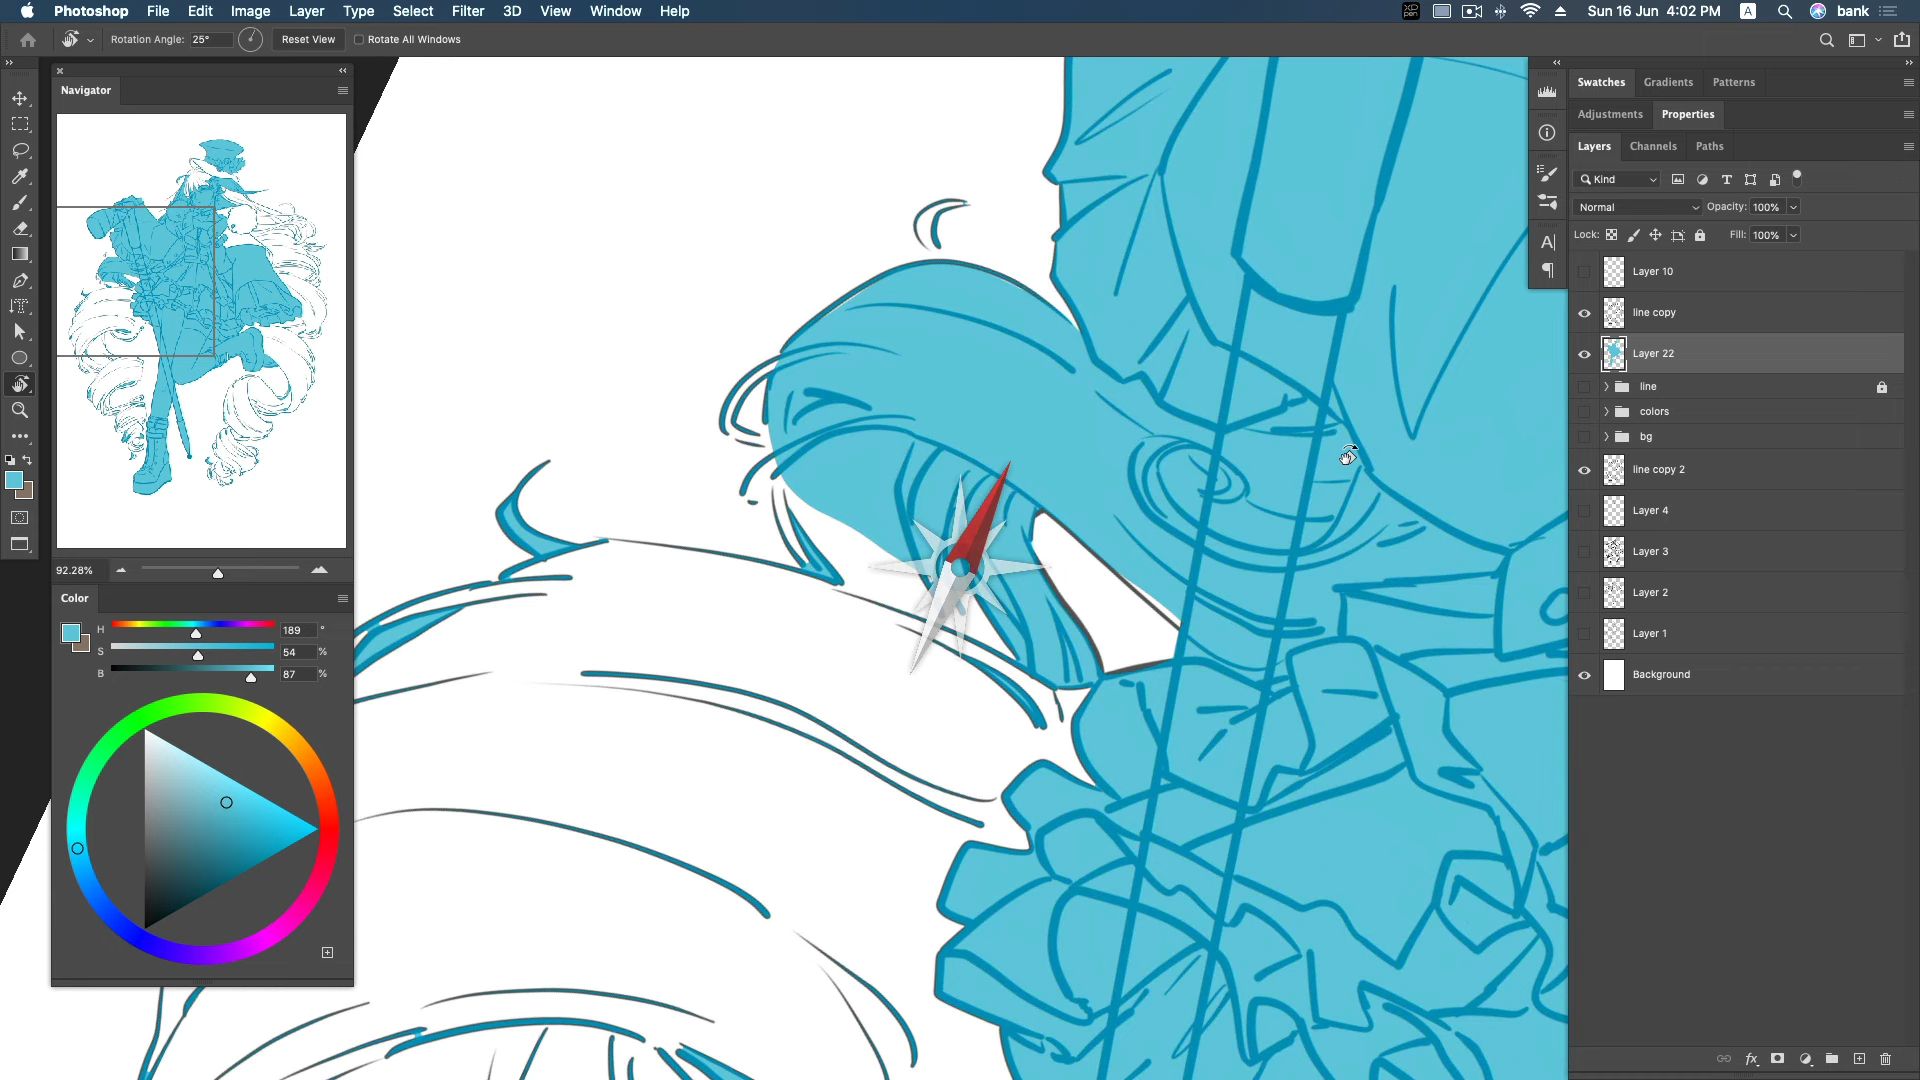 Photoshop File Edit Image Layer Type Select Filter 3D View Window Help
XP pen Sun 16 Jun 4:02 PM A bank
Rotation Angle: 25° Reset View Rotate All Windows
Navigator
92.28%
Color
H 189 °
S 54 %
B 87 %
Swatches Gradients Patterns
Adjustments Properties
Layers Channels Paths
Kind
Normal Opacity: 100%
Lock: Fill: 100%
Layer 10
line copy
Layer 22
line
colors
bg
line copy 2
Layer 4
Layer 3
Layer 2
Layer 1
Background